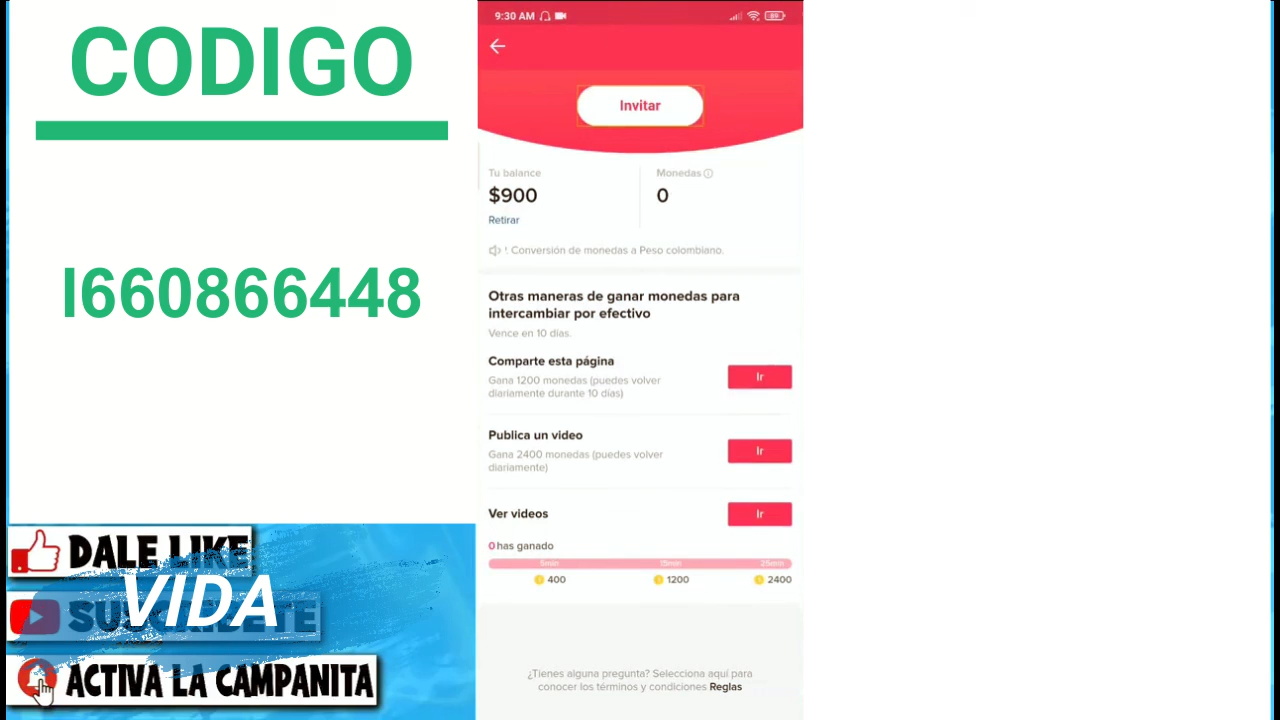 CODIGO
I660866448
DALE LIKE
VIDA
SUSCRIBETE
ACTIVA LA CAMPANITA
9:30 AM
89
Invitar
Tu balance
Monedas
$900
0
Retirar
!. Conversión de monedas a Peso colombiano.
Otras maneras de ganar monedas para
intercambiar por efectivo
Vence en 10 días.
Comparte esta página
Gana 1200 monedas (puedes volver
diariamente durante 10 días)
Ir
Publica un video
Gana 2400 monedas (puedes volver
diariamente)
Ir
Ver videos
Ir
0 has ganado
5min 15min 25min
400 1200 2400
¿Tienes alguna pregunta? Selecciona aquí para
conocer los términos y condiciones Reglas